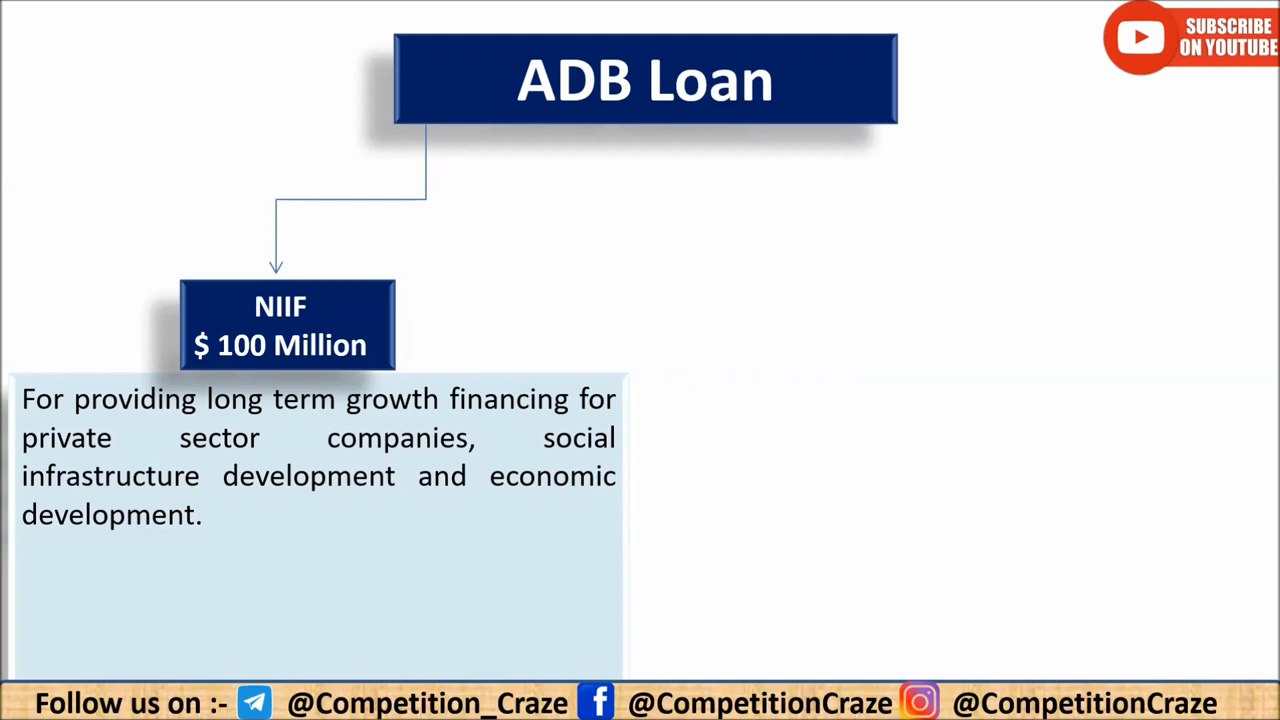 SUBSCRIBE
ON YOUTUBE
ADB Loan
NIIF
$ 100 Million
For providing long term growth financing for
private sector companies, social
infrastructure development and economic
development.
Follow us on :- @Competition_Craze @CompetitionCraze @CompetitionCraze